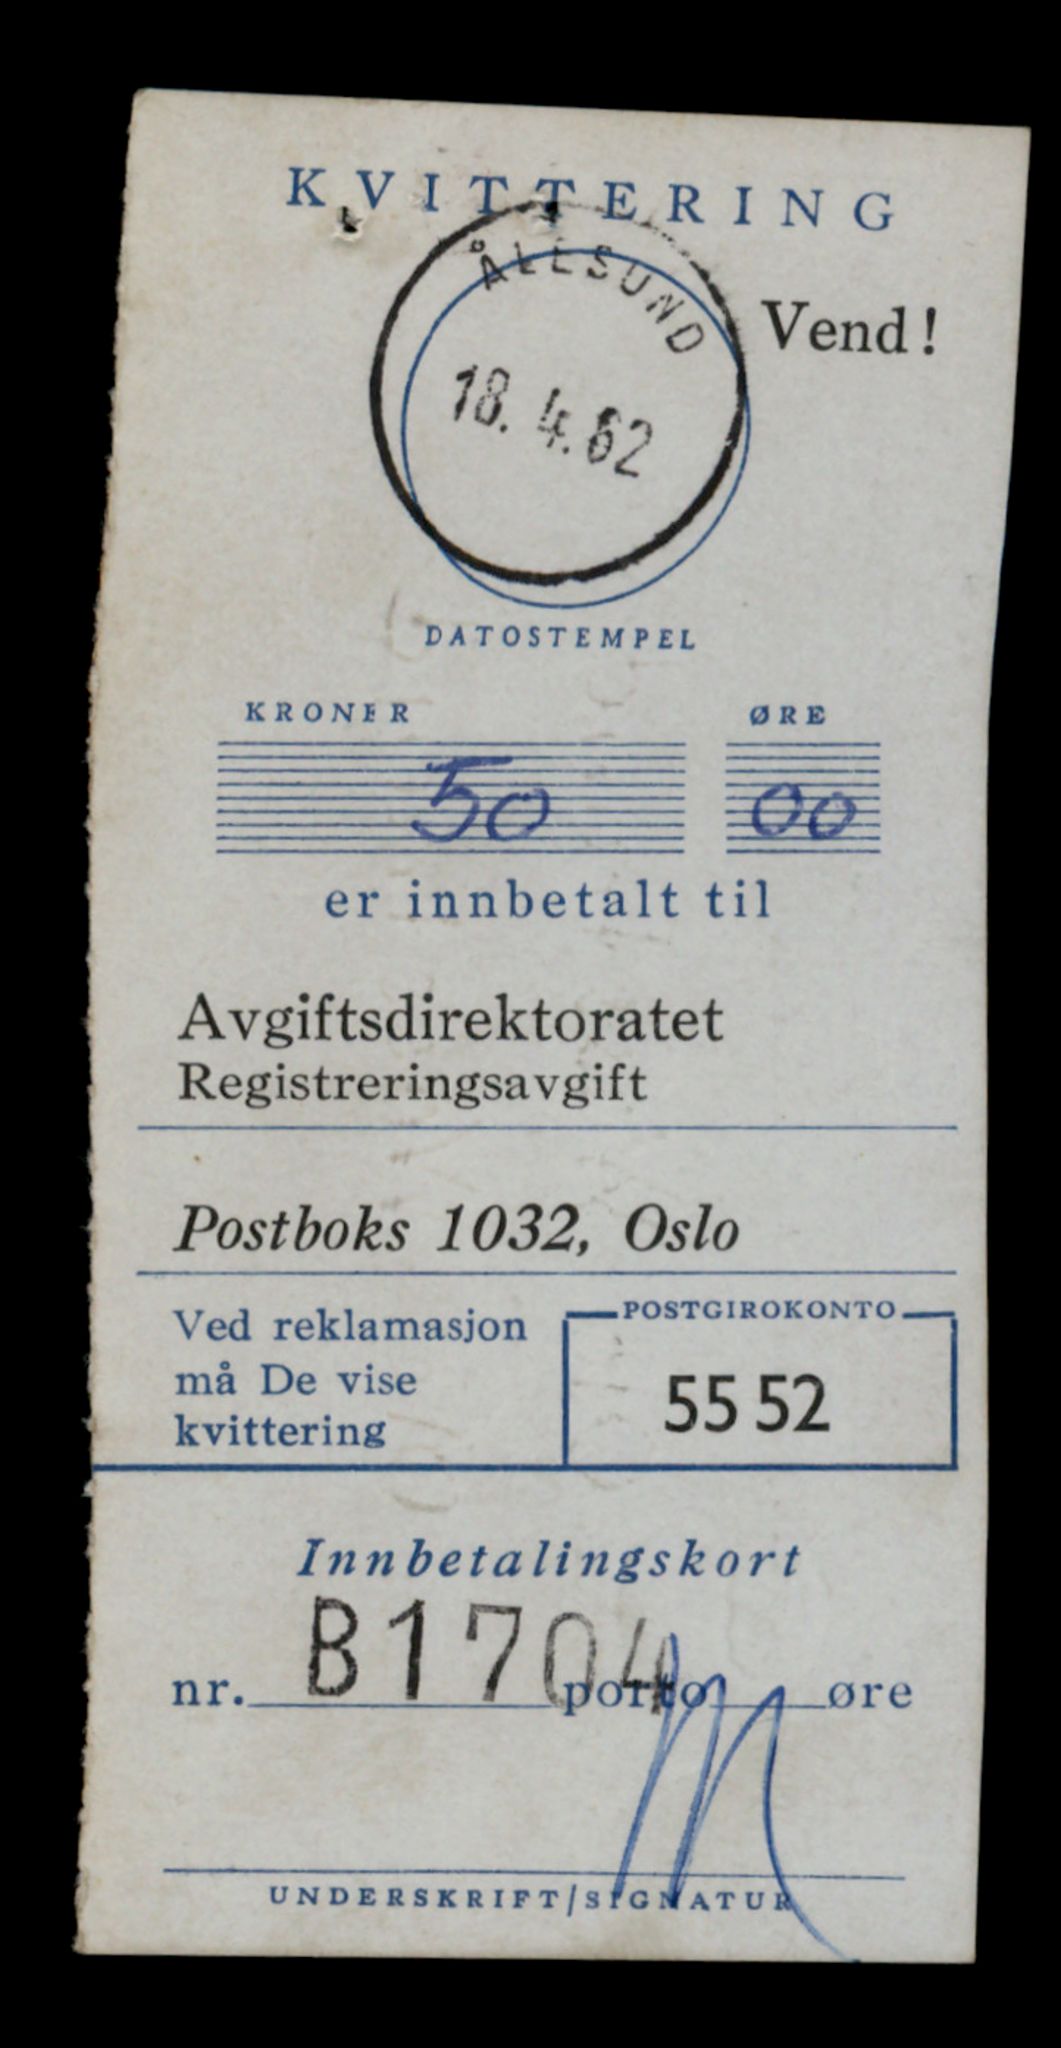 KVITTERING
ÅLESUND
Vend!
18. 4. 62
DATOSTEMPEL
KRONER ØRE
50 00
er innbetalt til
Avgiftsdirektoratet
Registreringsavgift
Postboks 1032, Oslo
Ved reklamasjon
må De vise
kvittering
POSTGIROKONTO
55 52
Innbetalingskort
nr. B1704 porto øre
UNDERSKRIFT/SIGNATUR